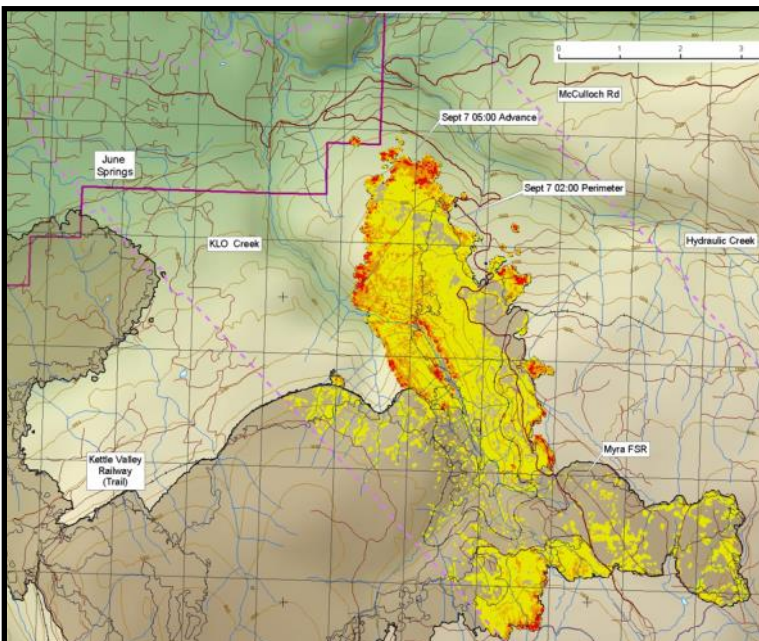 0 1 2 3
McCulloch Rd
Sept 7 05:00 Advance
June
Springs
Sept 7 02:00 Perimeter
KLO Creek
Hydraulic Creek
Myra FSR
Kettle Valley
Railway
(Trail)